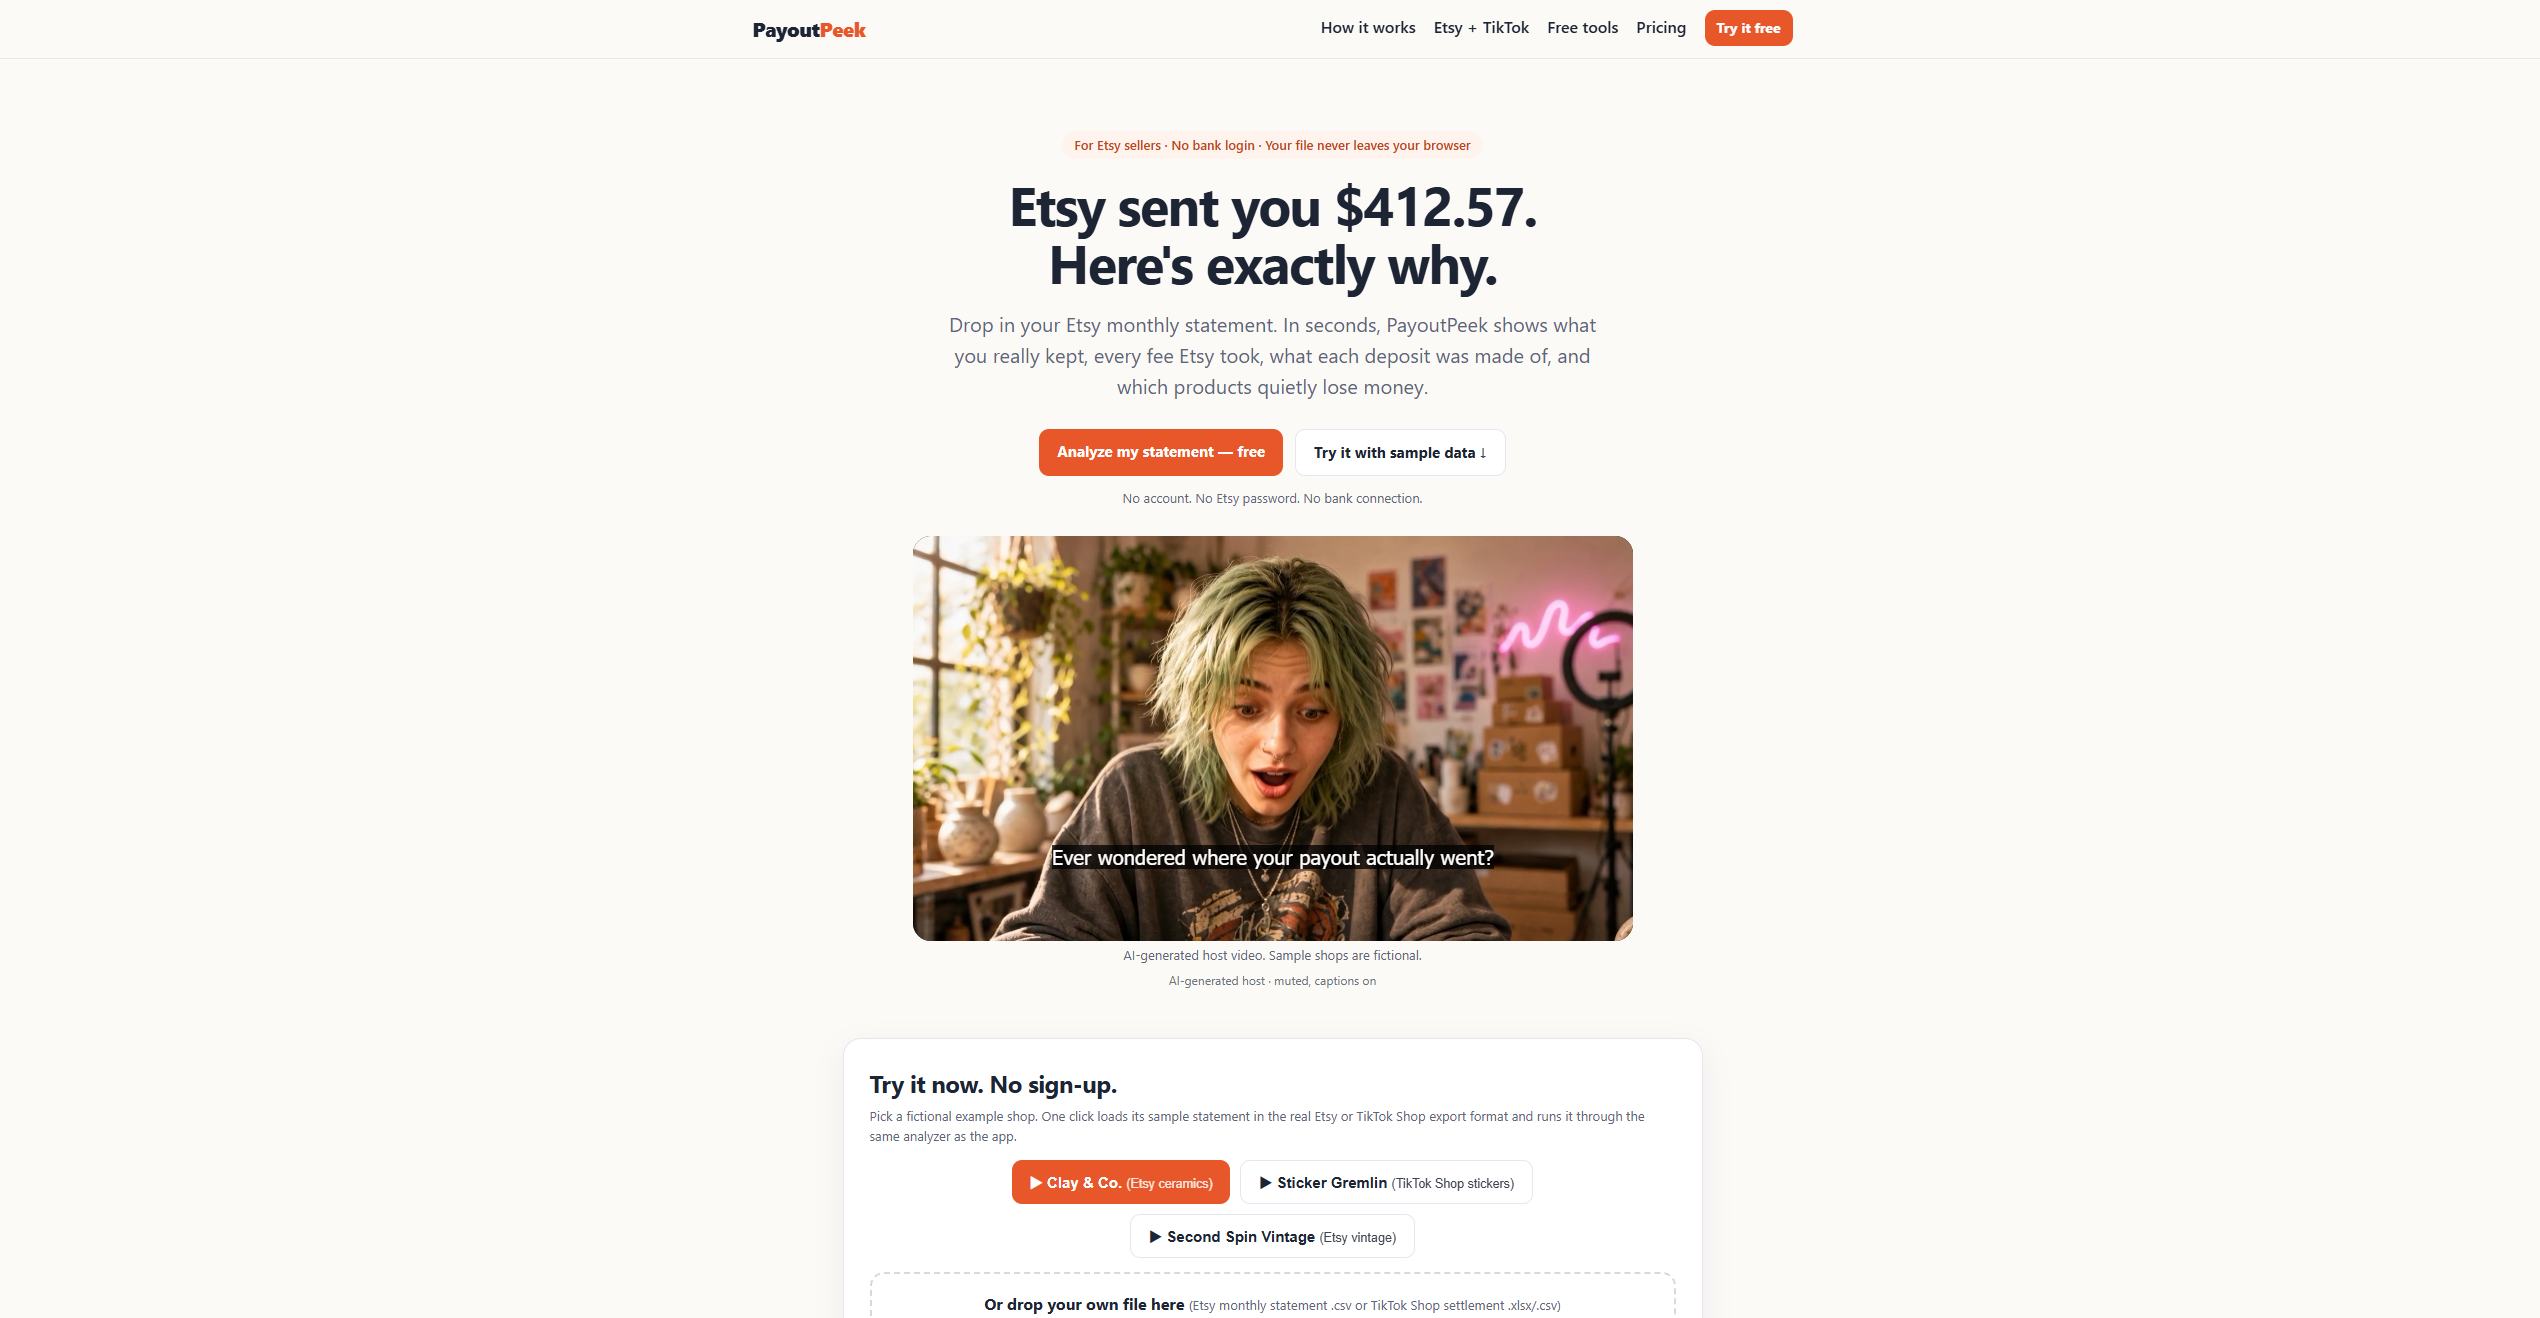 PayoutPeek
How it works
Etsy + TikTok
Free tools
Pricing
Try it free
For Etsy sellers · No bank login · Your file never leaves your browser
Etsy sent you $412.57.
Here's exactly why.
Drop in your Etsy monthly statement. In seconds, PayoutPeek shows what
you really kept, every fee Etsy took, what each deposit was made of, and
which products quietly lose money.
Analyze my statement — free
Try it with sample data ↓
No account. No Etsy password. No bank connection.
Ever wondered where your payout actually went?
AI-generated host video. Sample shops are fictional.
AI-generated host · muted, captions on
Try it now. No sign-up.
Pick a fictional example shop. One click loads its sample statement in the real Etsy or TikTok Shop export format and runs it through the
same analyzer as the app.
▶ Clay & Co. (Etsy ceramics)
▶ Sticker Gremlin (TikTok Shop stickers)
▶ Second Spin Vintage (Etsy vintage)
Or drop your own file here (Etsy monthly statement .csv or TikTok Shop settlement .xlsx/.csv)